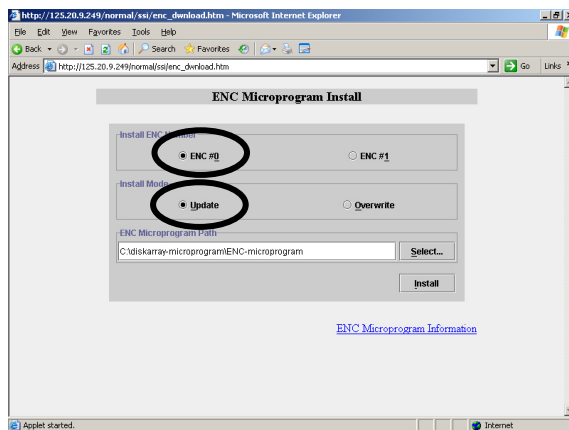 http://125.20.9.249/normal/ssi/enc_dwnload.htm - Microsoft Internet Explorer
File Edit View Favorites Tools Help
Back Search Favorites
Address http://125.20.9.249/normal/ssi/enc_dwnload.htm Go Links
ENC Microprogram Install
Install ENC Number
ENC #0 ENC #1
Install Mode
Update Overwrite
ENC Microprogram Path
C:\diskarray-microprogram\ENC-microprogram Select...
Install
ENC Microprogram Information
Applet started. Internet